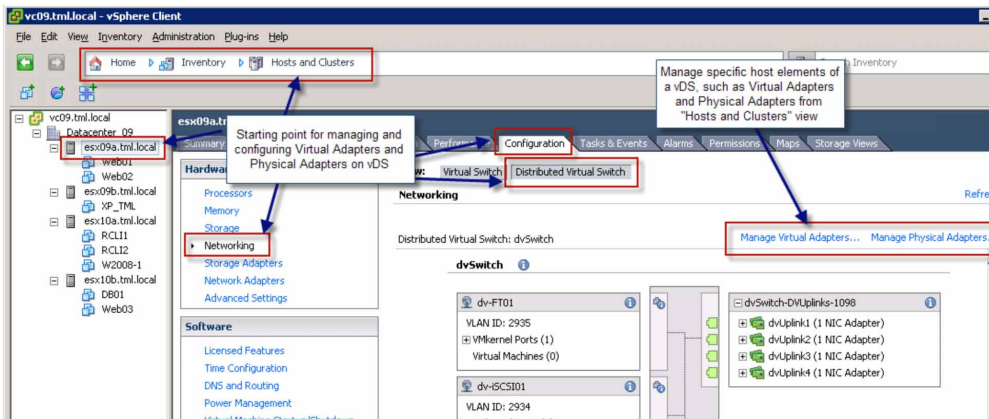 vc09.tml.local - vSphere Client
File Edit View Inventory Administration Plug-ins Help
Home Inventory Hosts and Clusters
Inventory
Manage specific host elements of
a vDS, such as Virtual Adapters
and Physical Adapters from
"Hosts and Clusters" view
vc09.tml.local
Datacenter_09
esx09a.tml.local
Web01
Web02
esx09b.tml.local
XP_TML
esx10a.tml.local
RCLI1
RCLI2
W2008-1
esx10b.tml.local
DB01
Web03
Starting point for managing and
configuring Virtual Adapters and
Physical Adapters on vDS
Summary Configuration Tasks & Events Alarms Permissions Maps Storage Views
Hardware
Processors
Memory
Storage
Networking
Storage Adapters
Network Adapters
Advanced Settings
Software
Licensed Features
Time Configuration
DNS and Routing
Power Management
Virtual Machine Startup/Shutdown
Virtual Switch Distributed Virtual Switch
Networking
Distributed Virtual Switch: dvSwitch
Manage Virtual Adapters... Manage Physical Adapters.
dvSwitch
dv-FT01
VLAN ID: 2935
VMkernel Ports (1)
Virtual Machines (0)
dv-iSCSI01
VLAN ID: 2934
dvSwitch-DVUplinks-1098
dvUplink1 (1 NIC Adapter)
dvUplink2 (1 NIC Adapter)
dvUplink3 (1 NIC Adapter)
dvUplink4 (1 NIC Adapter)